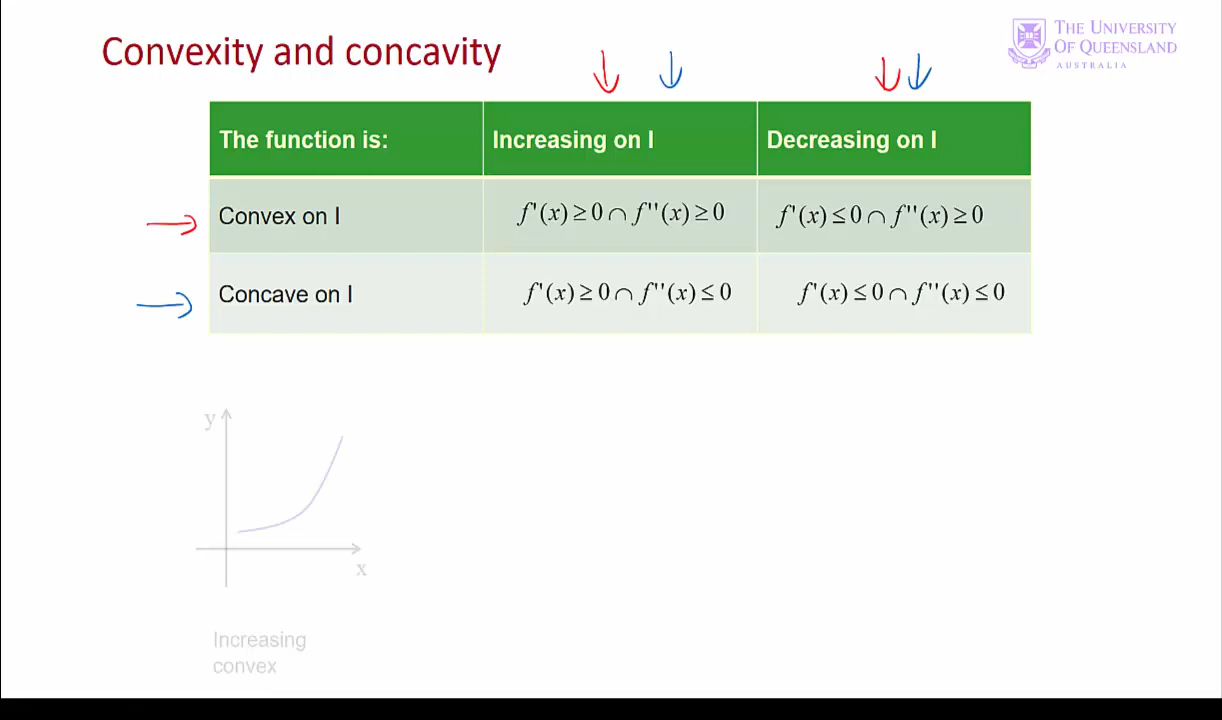 Convexity and concavity
THE UNIVERSITY
OF QUEENSLAND
AUSTRALIA
The function is: Increasing on I Decreasing on I
Convex on I f'(x) ≥ 0 ∩ f''(x) ≥ 0 f'(x) ≤ 0 ∩ f''(x) ≥ 0
Concave on I f'(x) ≥ 0 ∩ f''(x) ≤ 0 f'(x) ≤ 0 ∩ f''(x) ≤ 0
y
x
Increasing
convex